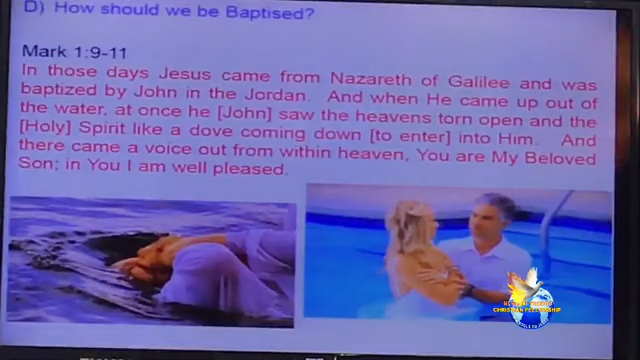 D) How should we be Baptised?
Mark 1:9-11
In those days Jesus came from Nazareth of Galilee and was
baptized by John in the Jordan. And when He came up out of
the water, at once he [John] saw the heavens torn open and the
[Holy] Spirit like a dove coming down [to enter] into Him. And
there came a voice out from within heaven, You are My Beloved
Son; in You I am well pleased.
CHRISTIAN FELLOWSHIP